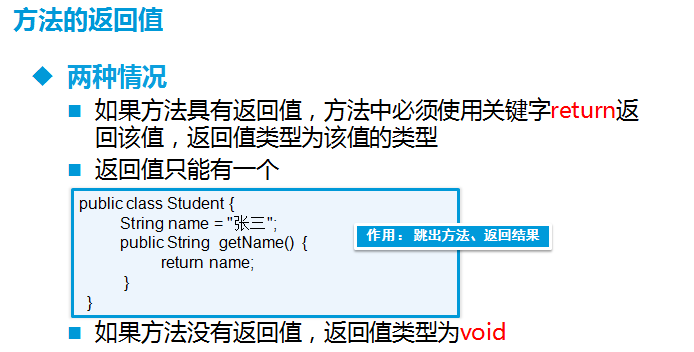 方法的返回值
两种情况
如果方法具有返回值，方法中必须使用关键字return返
回该值，返回值类型为该值的类型
返回值只能有一个
public class Student {
String name = "张三";
public String getName() {
return name;
}
}
作用： 跳出方法、返回结果
如果方法没有返回值，返回值类型为void